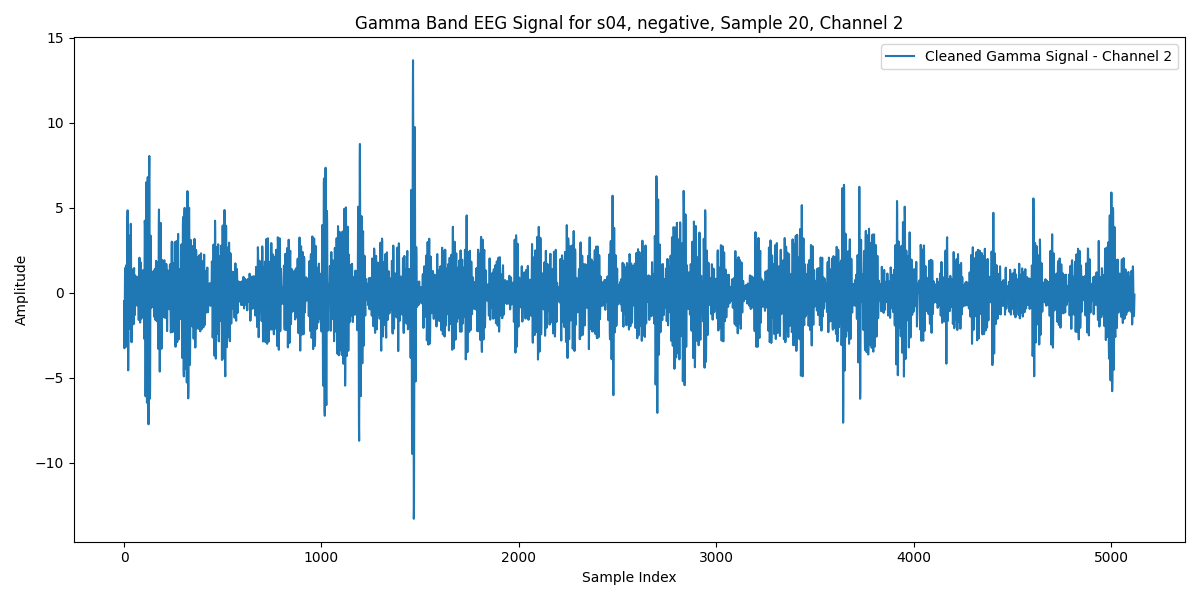 Gamma Band EEG Signal for s04, negative, Sample 20, Channel 2
Cleaned Gamma Signal - Channel 2
Amplitude
15
10
5
0
−5
−10
0 1000 2000 3000 4000 5000
Sample Index